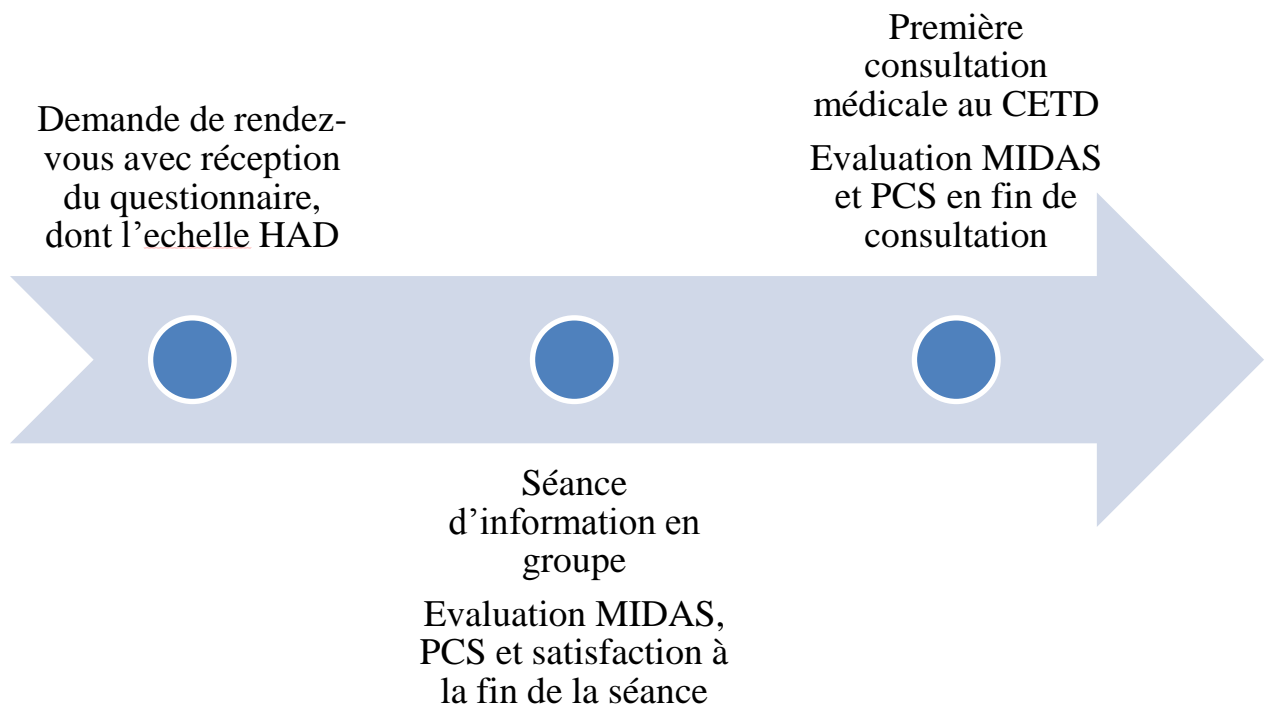 Demande de rendez-
vous avec réception
du questionnaire,
dont l’echelle HAD
Séance
d’information en
groupe
Evaluation MIDAS,
PCS et satisfaction à
la fin de la séance
Première
consultation
médicale au CETD
Evaluation MIDAS
et PCS en fin de
consultation